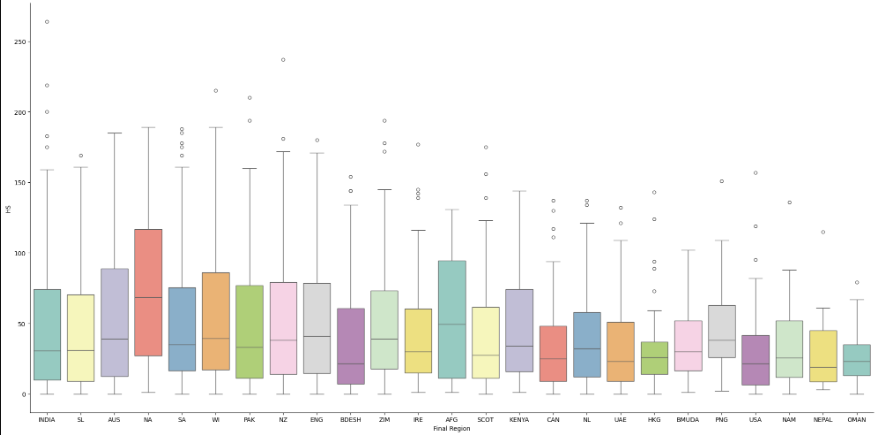 250
200
150
100
50
0
HS
INDIA SL AUS NA SA WI PAK NZ ENG BDESH ZIM IRE AFG SCOT KENYA CAN NL UAE HKG BMUDA PNG USA NAM NEPAL OMAN
Final Region